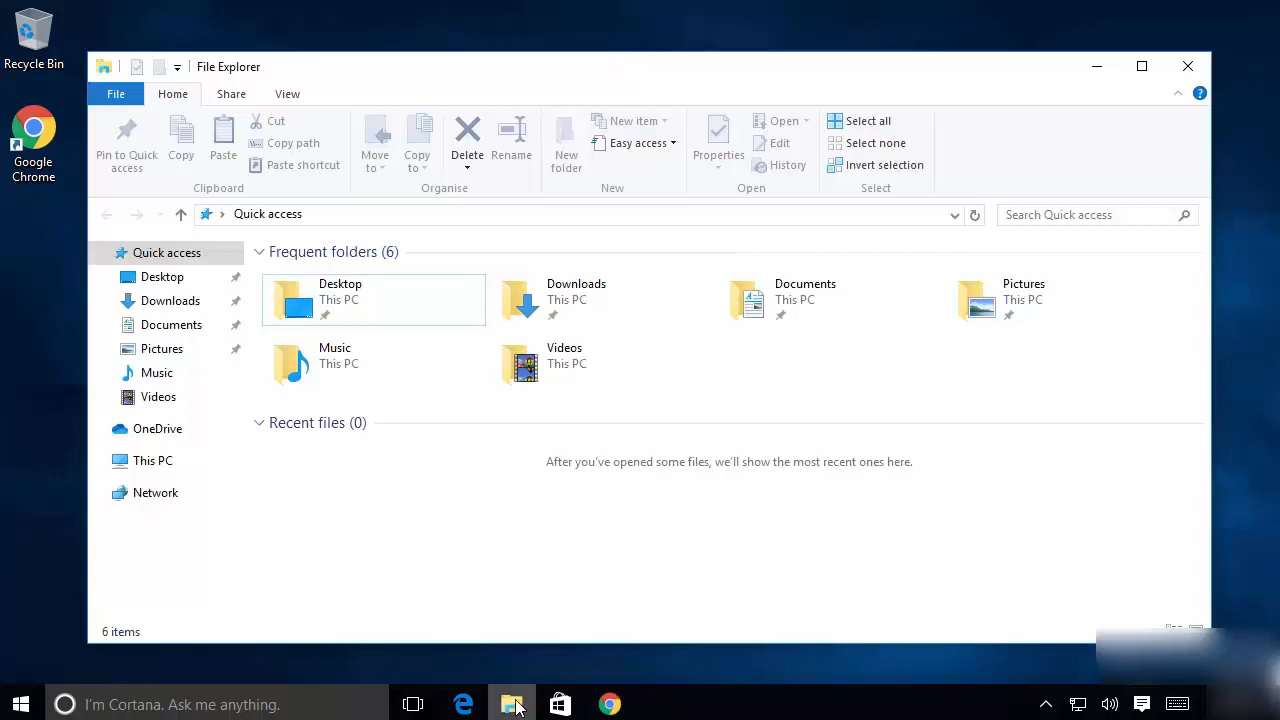 Recycle Bin
Google
Chrome
File Explorer
File
Home
Share
View
Pin to Quick
access
Copy
Paste
Cut
Copy path
Paste shortcut
Clipboard
Move
to
Copy
to
Delete
Rename
Organise
New
folder
New item
Easy access
New
Properties
Open
Edit
History
Open
Select all
Select none
Invert selection
Select
Quick access
Search Quick access
Quick access
Desktop
Downloads
Documents
Pictures
Music
Videos
OneDrive
This PC
Network
Frequent folders (6)
Desktop
This PC
Downloads
This PC
Documents
This PC
Pictures
This PC
Music
This PC
Videos
This PC
Recent files (0)
After you've opened some files, we'll show the most recent ones here.
6 items
I'm Cortana. Ask me anything.